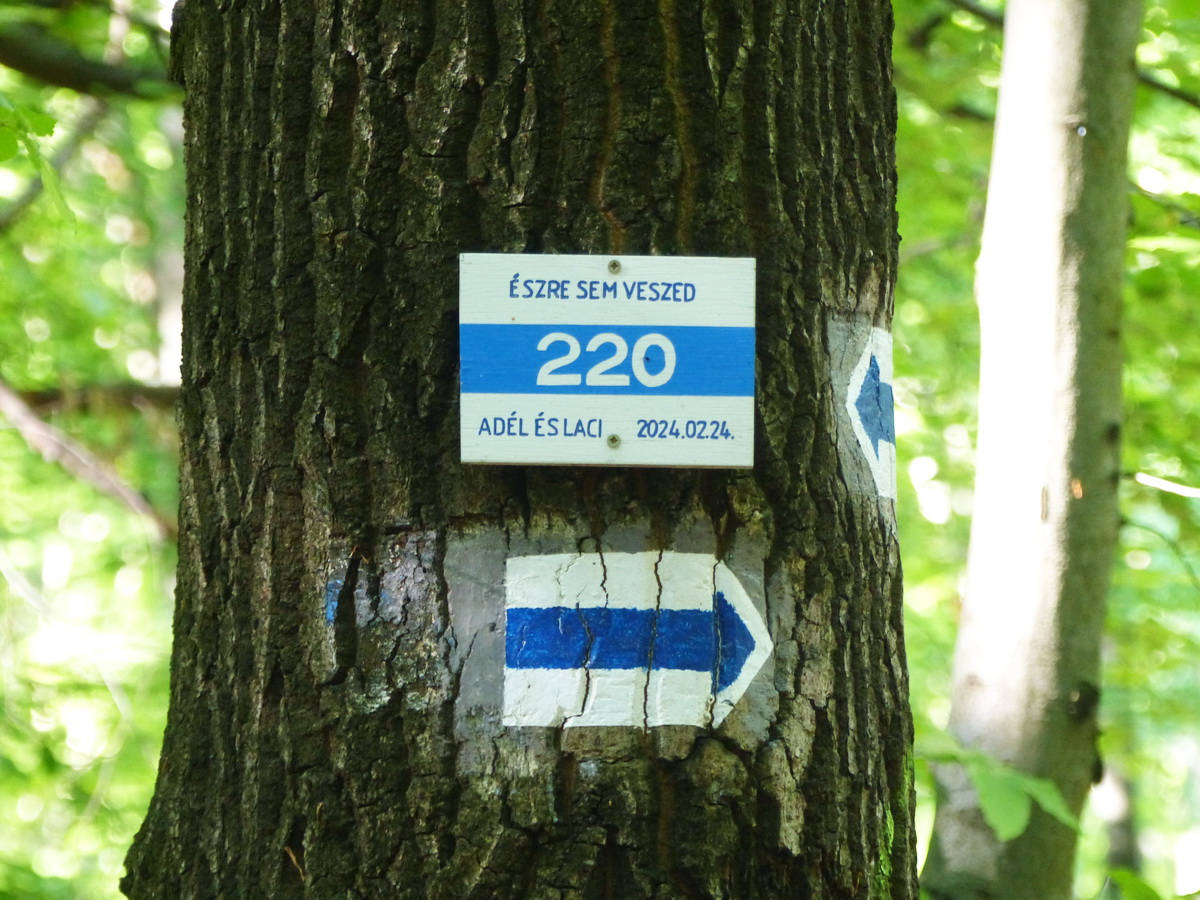 ÉSZRE SEM VESZED
220
ADÉL ÉS LACI 2024.02.24.